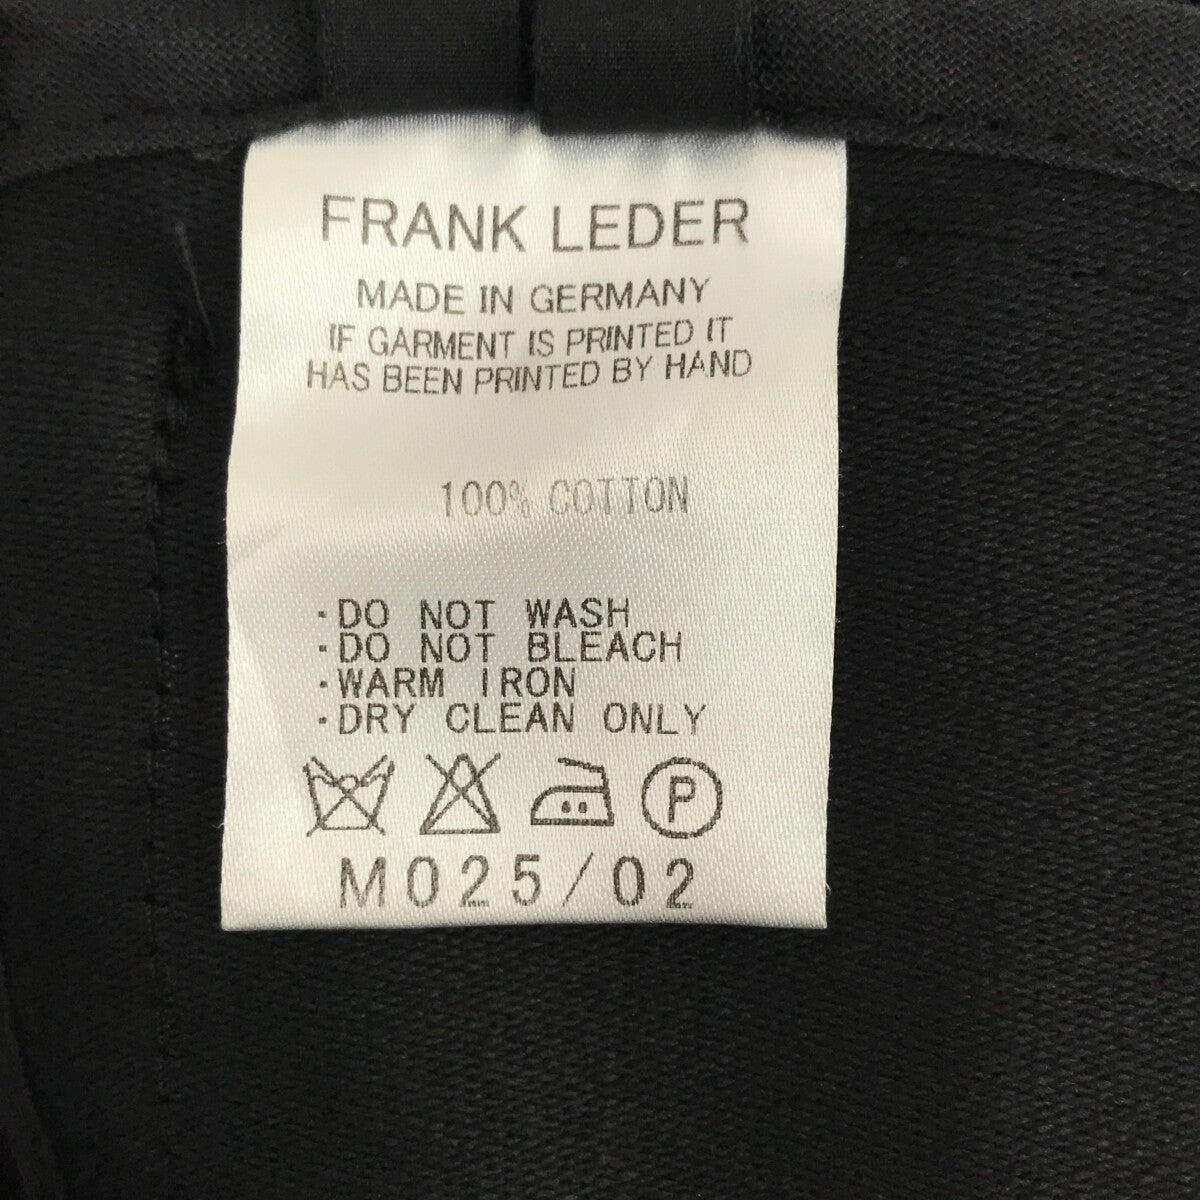 FRANK LEDER
MADE IN GERMANY
IF GARMENT IS PRINTED IT
HAS BEEN PRINTED BY HAND
100% COTTON
·DO NOT WASH
·DO NOT BLEACH
·WARM IRON
·DRY CLEAN ONLY
P
M025/02